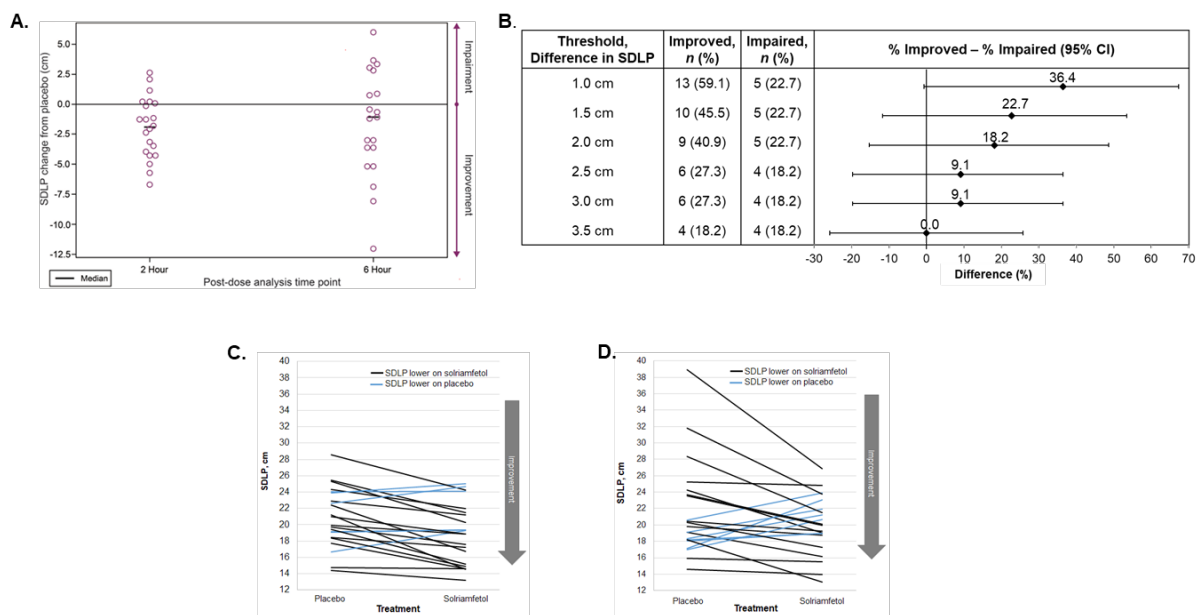 A.
SDLP change from placebo (cm)
5.0
2.5
0.0
-2.5
-5.0
-7.5
-10.0
-12.5
Impairment
Improvement
2 Hour
6 Hour
Median
Post-dose analysis time point
B.
Threshold, Difference in SDLP
Improved, n (%)
Impaired, n (%)
% Improved – % Impaired (95% CI)
1.0 cm 13 (59.1) 5 (22.7) 36.4
1.5 cm 10 (45.5) 5 (22.7) 22.7
2.0 cm 9 (40.9) 5 (22.7) 18.2
2.5 cm 6 (27.3) 4 (18.2) 9.1
3.0 cm 6 (27.3) 4 (18.2) 9.1
3.5 cm 4 (18.2) 4 (18.2) 0.0
-30 -20 -10 0 10 20 30 40 50 60 70
Difference (%)
C.
SDLP, cm
40
38
36
34
32
30
28
26
24
22
20
18
16
14
12
SDLP lower on solriamfetol
SDLP lower on placebo
Improvement
Placebo
Solriamfetol
Treatment
D.
SDLP, cm
40
38
36
34
32
30
28
26
24
22
20
18
16
14
12
SDLP lower on solriamfetol
SDLP lower on placebo
Improvement
Placebo
Solriamfetol
Treatment